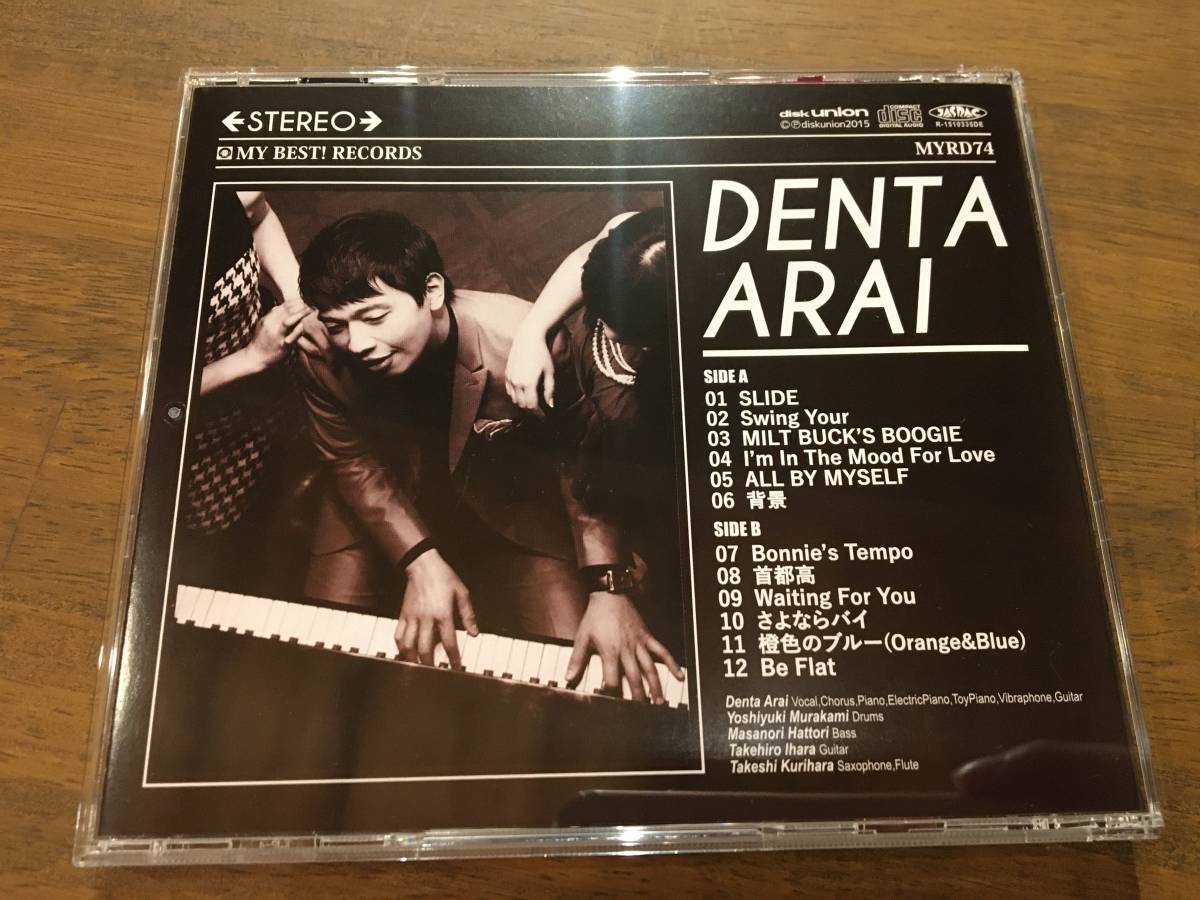 STEREO
disk union
©℗diskunion2015
COMPACT
disc
DIGITAL AUDIO
JASRAC
R-1510335DS
MY BEST! RECORDS
MYRD74
DENTA
ARAI
SIDE A
01 SLIDE
02 Swing Your
03 MILT BUCK'S BOOGIE
04 I'm In The Mood For Love
05 ALL BY MYSELF
06 背景
SIDE B
07 Bonnie's Tempo
08 首都高
09 Waiting For You
10 さよならバイ
11 橙色のブルー(Orange&Blue)
12 Be Flat
Denta Arai Vocal,Chorus,Piano,ElectricPiano,ToyPiano,Vibraphone,Guitar
Yoshiyuki Murakami Drums
Masanori Hattori Bass
Takehiro Ihara Guitar
Takeshi Kurihara Saxophone,Flute